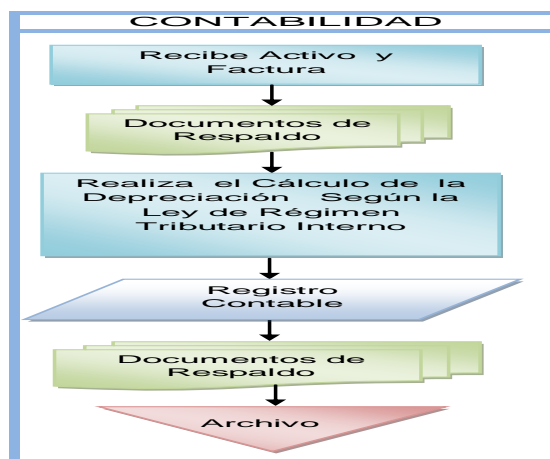 CONTABILIDAD
Recibe Activo y
Factura
Documentos de
Respaldo
Realiza el Cálculo de la
Depreciación Según la
Ley de Régimen
Tributario Interno
Registro
Contable
Documentos de
Respaldo
Archivo